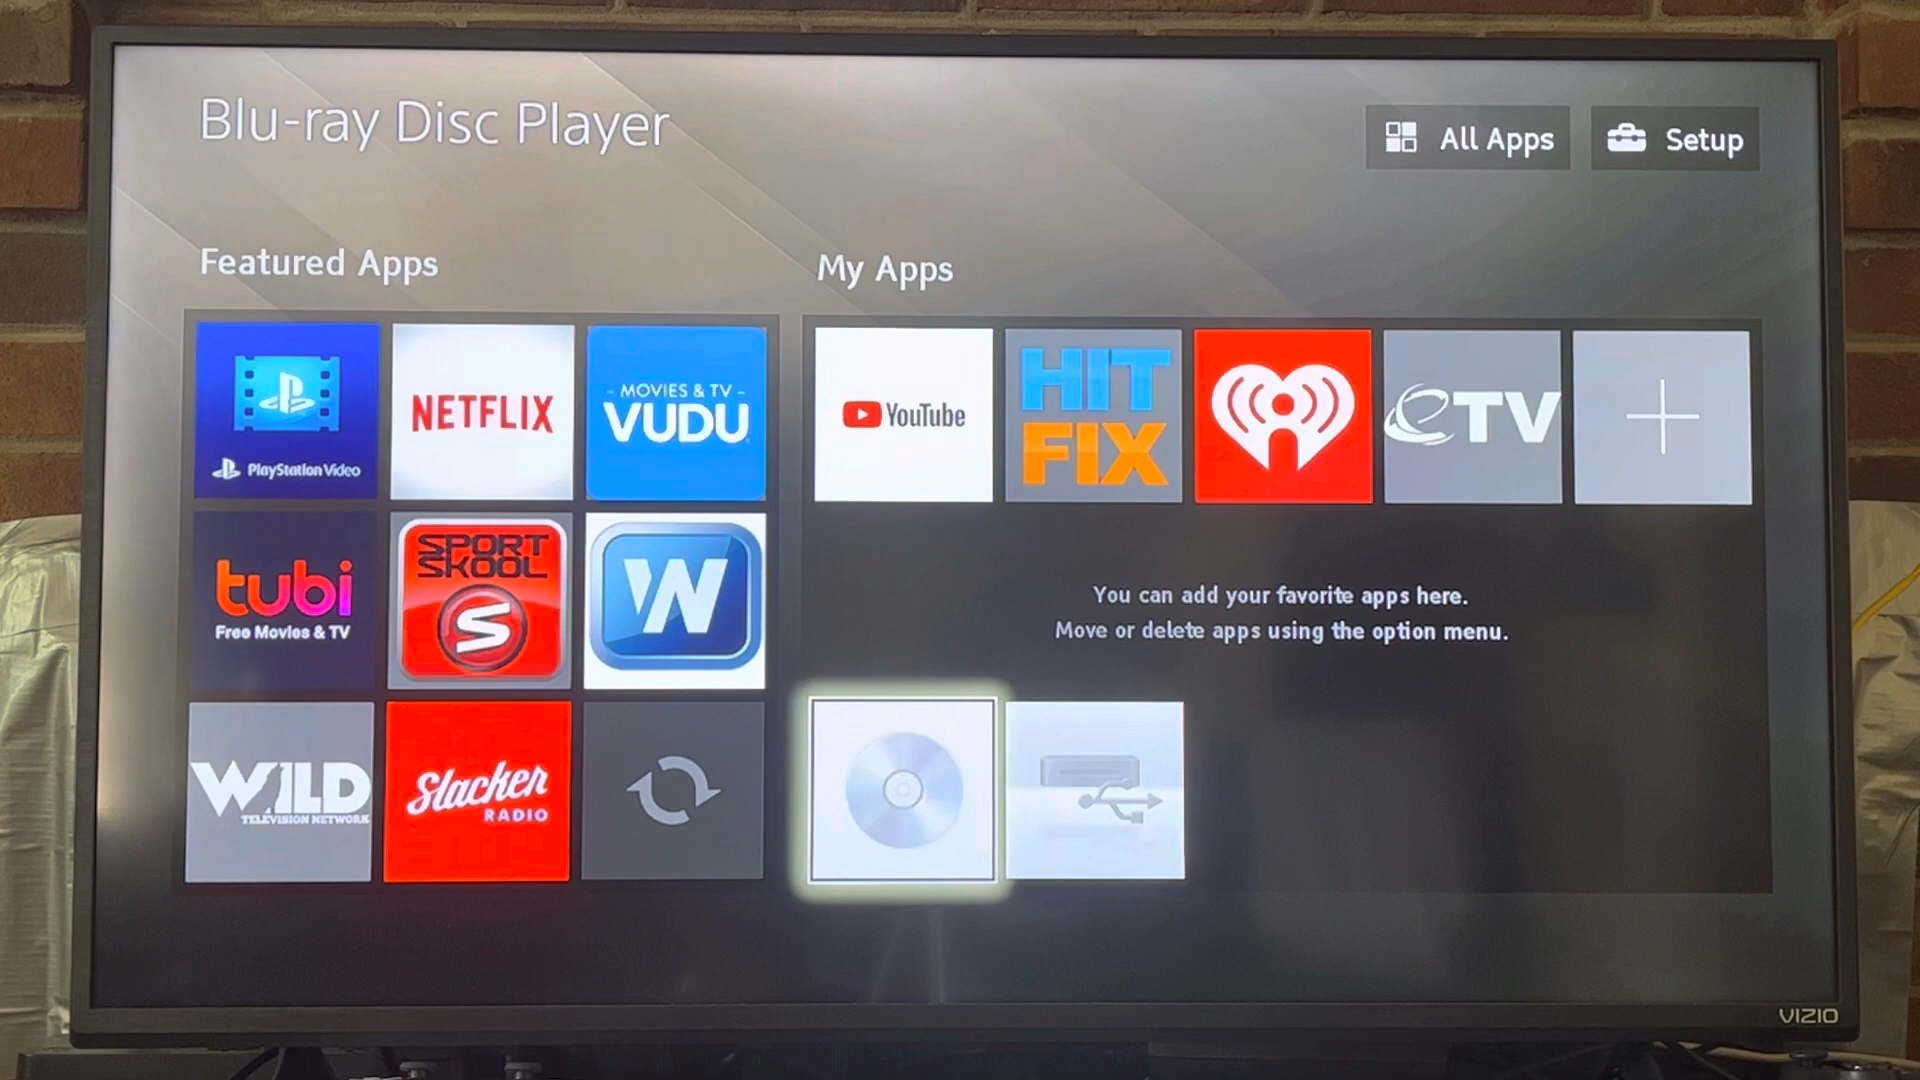 Blu-ray Disc Player
All Apps
Setup
Featured Apps
My Apps
PlayStation Video
NETFLIX
- MOVIES & TV -
VUDU
YouTube
HIT
FIX
eTV
tubi
Free Movies & TV
SPORT
SKOOL
S
W
You can add your favorite apps here.
Move or delete apps using the option menu.
WILD
TELEVISION NETWORK
Slacker
RADIO
VIZIO